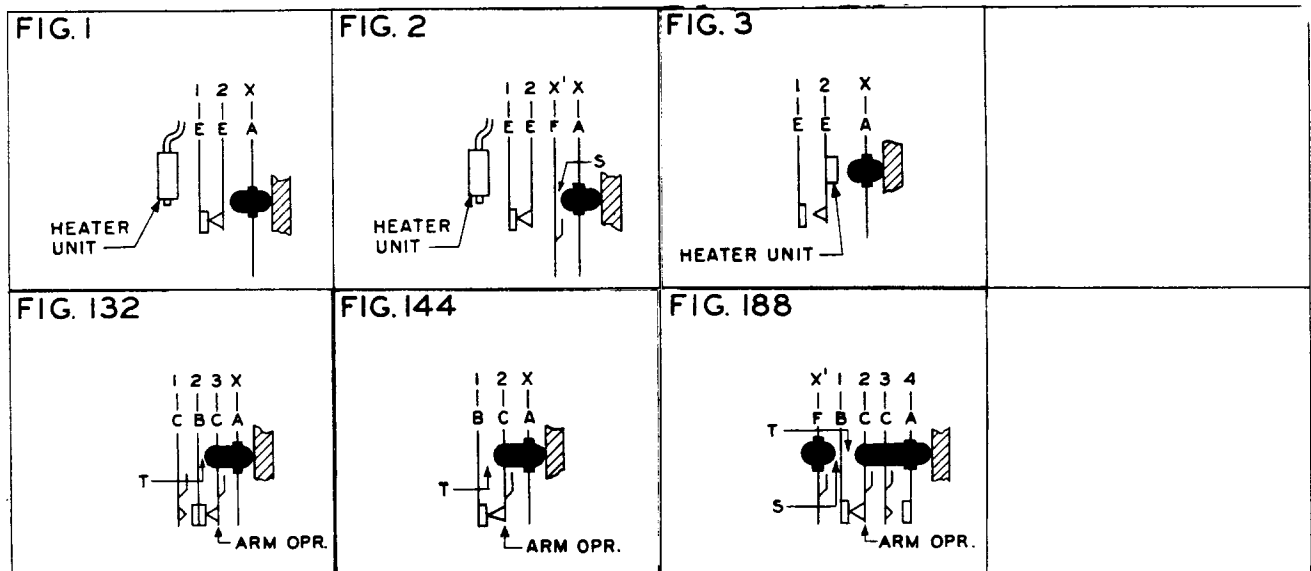 FIG. 1
1 2 X
E E A
HEATER
UNIT
FIG. 2
1 2 X' X
E E F A
S
HEATER
UNIT
FIG. 3
1 2 X
E E A
HEATER UNIT
FIG. 132
1 2 3 X
C B C A
T
ARM OPR.
FIG. 144
1 2 X
B C A
T
ARM OPR.
FIG. 188
X' 1 2 3 4
F B C C A
T
S
ARM OPR.